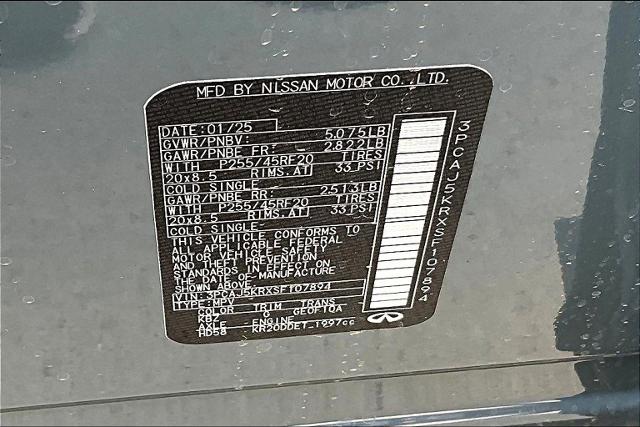 MFD BY NISSAN MOTOR CO.,LTD.
DATE:01/25
GVWR/PNBV: 5,075LB
GAWR/PNBE FR: 2,822LB
WITH P255/45RF20 TIRES
20x8.5 RIMS,AT 33 PSI
COLD SINGLE
GAWR/PNBE RR: 2,513LB
WITH P255/45RF20 TIRES
20x8.5 RIMS,AT 33 PSI
COLD SINGLE
THIS VEHICLE CONFORMS TO
ALL APPLICABLE FEDERAL
MOTOR VEHICLE SAFETY
AND THEFT PREVENTION
STANDARDS IN EFFECT ON
THE DATE OF MANUFACTURE
SHOWN ABOVE
VIN:3PCAJ5KRXSF107894
TYPE:MPV
COLOR TRIM TRANS
KBZ G GE0F10A
AXLE ENGINE
HD58 KR20DDET 1997cc
3PCAJ5KRXSF107894